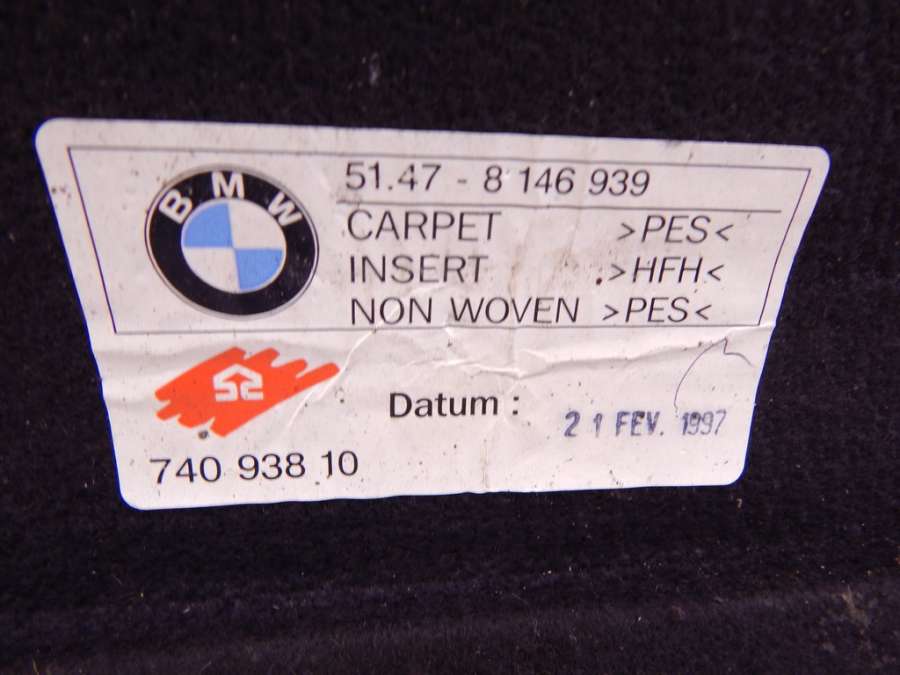 BMW
51.47 - 8 146 939
CARPET >PES<
INSERT .>HFH<
NON WOVEN >PES<
Datum : 21 FEV. 1997
740 938 10